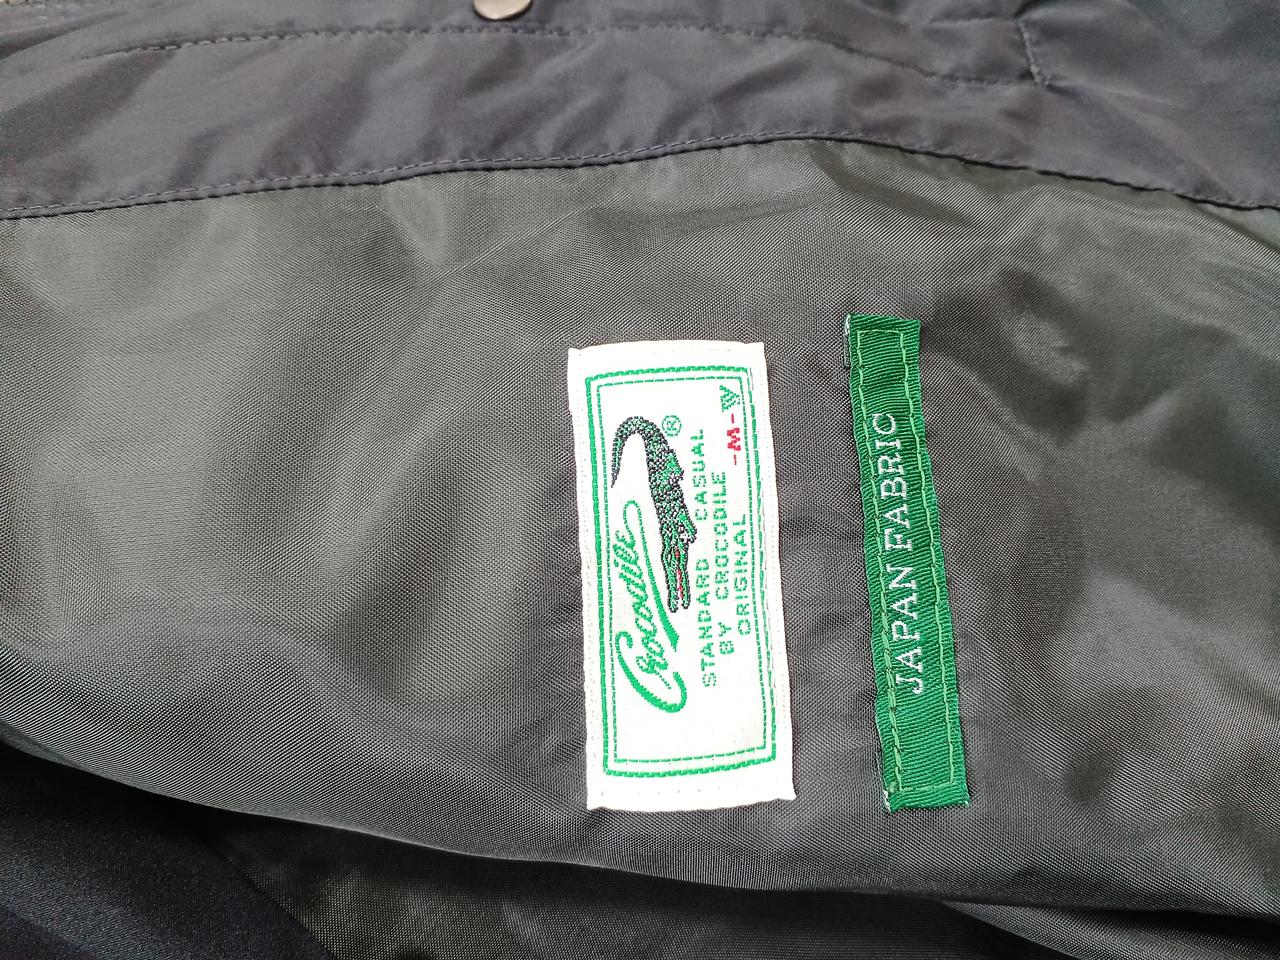 Crocodile®
STANDARD CASUAL
BY CROCODILE
ORIGINAL
-M-W
JAPAN FABRIC